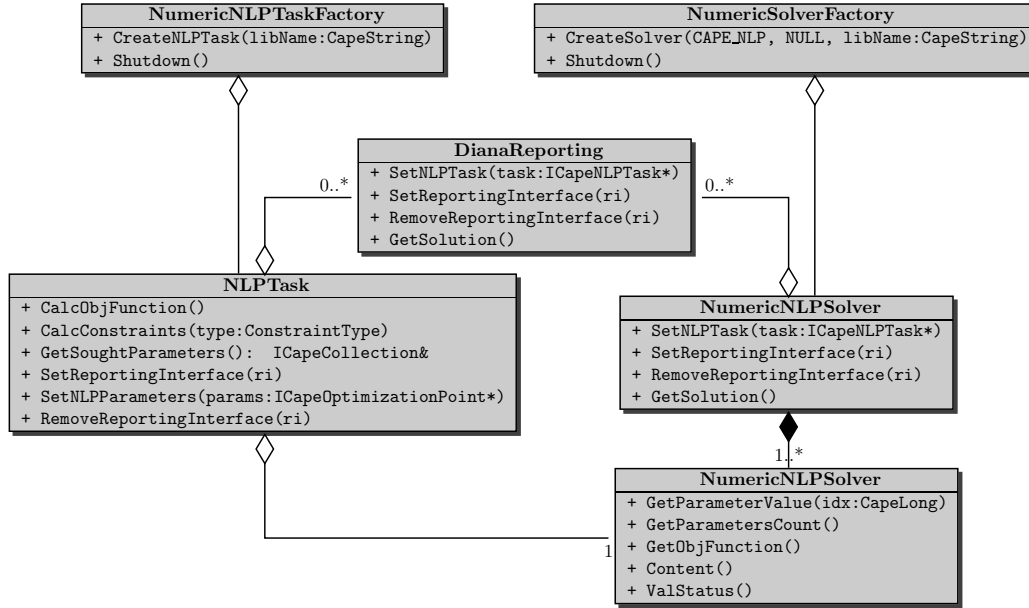 NumericNLPTaskFactory
+ CreateNLPTask(libName:CapeString)
+ Shutdown()
NumericSolverFactory
+ CreateSolver(CAPE_NLP, NULL, libName:CapeString)
+ Shutdown()
DianaReporting
+ SetNLPTask(task:ICapeNLPTask*)
+ SetReportingInterface(ri)
+ RemoveReportingInterface(ri)
+ GetSolution()
0..*
0..*
NLPTask
+ CalcObjFunction()
+ CalcConstraints(type:ConstraintType)
+ GetSoughtParameters(): ICapeCollection&
+ SetReportingInterface(ri)
+ SetNLPParameters(params:ICapeOptimizationPoint*)
+ RemoveReportingInterface(ri)
NumericNLPSolver
+ SetNLPTask(task:ICapeNLPTask*)
+ SetReportingInterface(ri)
+ RemoveReportingInterface(ri)
+ GetSolution()
1..*
NumericNLPSolver
+ GetParameterValue(idx:CapeLong)
+ GetParametersCount()
+ GetObjFunction()
+ Content()
+ ValStatus()
1